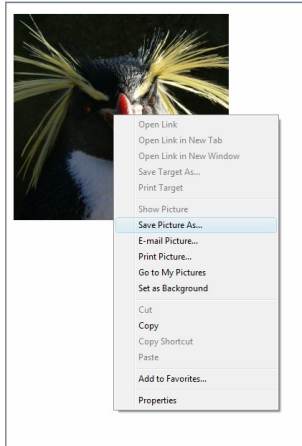 Open Link
Open Link in New Tab
Open Link in New Window
Save Target As...
Print Target
Show Picture
Save Picture As...
E-mail Picture...
Print Picture...
Go to My Pictures
Set as Background
Cut
Copy
Copy Shortcut
Paste
Add to Favorites...
Properties